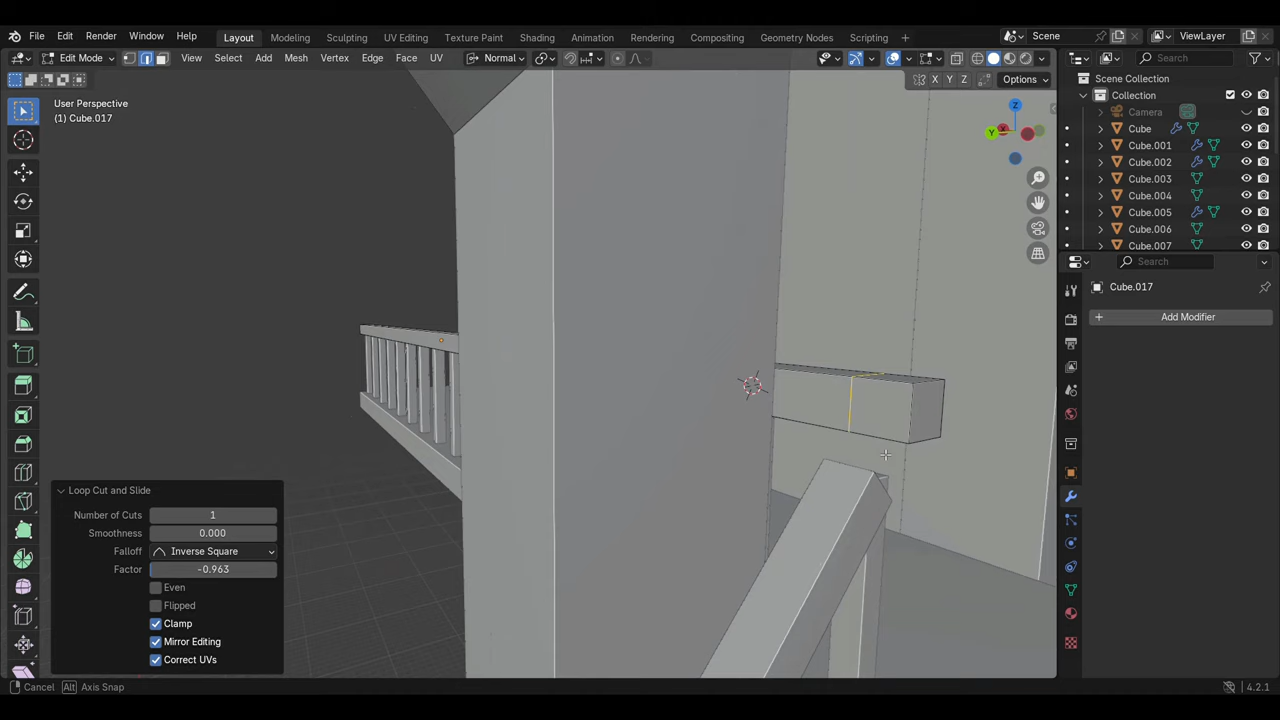 File Edit Render Window Help Layout Modeling Sculpting UV Editing Texture Paint Shading Animation Rendering Compositing Geometry Nodes Scripting Scene ViewLayer
Edit Mode View Select Add Mesh Vertex Edge Face UV Normal Search
Options X Y Z
User Perspective
(1) Cube.017
Z
X
Y
Scene Collection
Collection
Camera
Cube
Cube.001
Cube.002
Cube.003
Cube.004
Cube.005
Cube.006
Cube.007
Search
Cube.017
+ Add Modifier
Loop Cut and Slide
Number of Cuts 1
Smoothness 0.000
Falloff Inverse Square
Factor -0.963
Even
Flipped
Clamp
Mirror Editing
Correct UVs
Cancel Alt Axis Snap 4.2.1